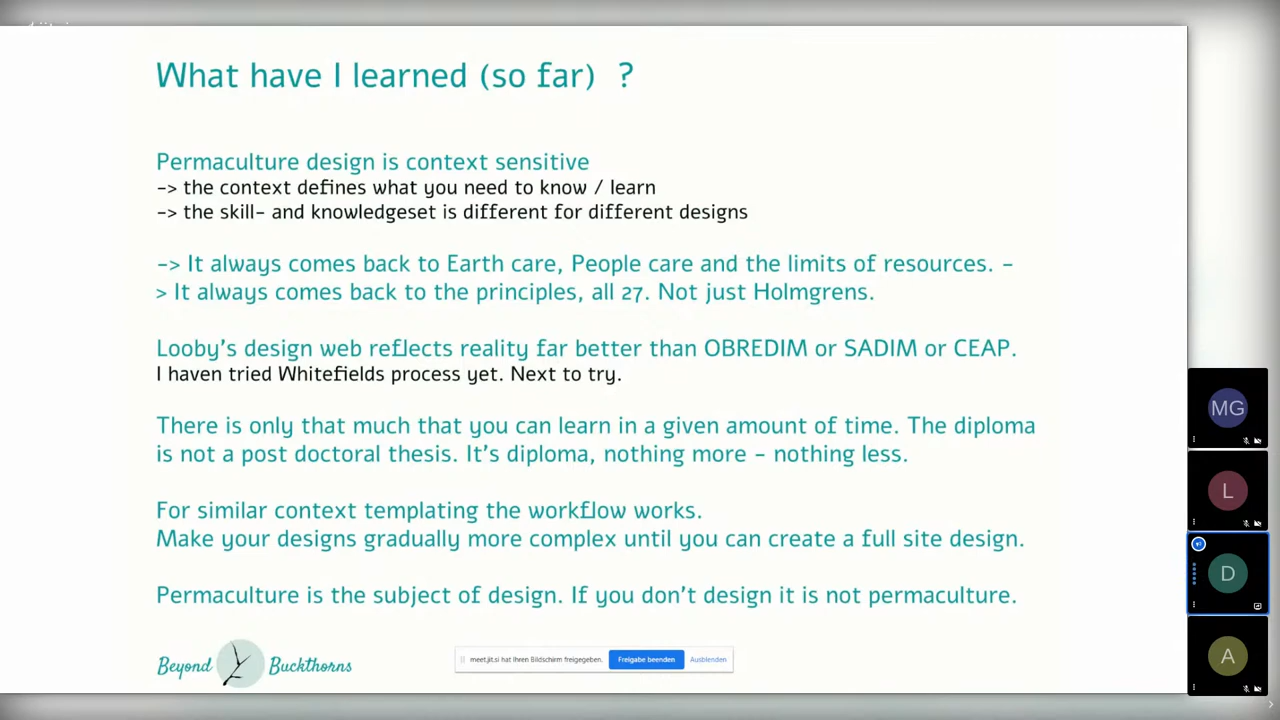 What have I learned (so far) ?
Permaculture design is context sensitive
-> the context defines what you need to know / learn
-> the skill- and knowledgeset is different for different designs
-> It always comes back to Earth care, People care and the limits of resources. -
> It always comes back to the principles, all 27. Not just Holmgrens.
Looby's design web reflects reality far better than OBREDIM or SADIM or CEAP.
I haven tried Whitefields process yet. Next to try.
There is only that much that you can learn in a given amount of time. The diploma
is not a post doctoral thesis. It's diploma, nothing more - nothing less.
For similar context templating the workflow works.
Make your designs gradually more complex until you can create a full site design.
Permaculture is the subject of design. If you don't design it is not permaculture.
Beyond Buckthorns
meet.jit.si hat Ihren Bildschirm freigegeben. Freigabe beenden Ausblenden
MG
L
D
A